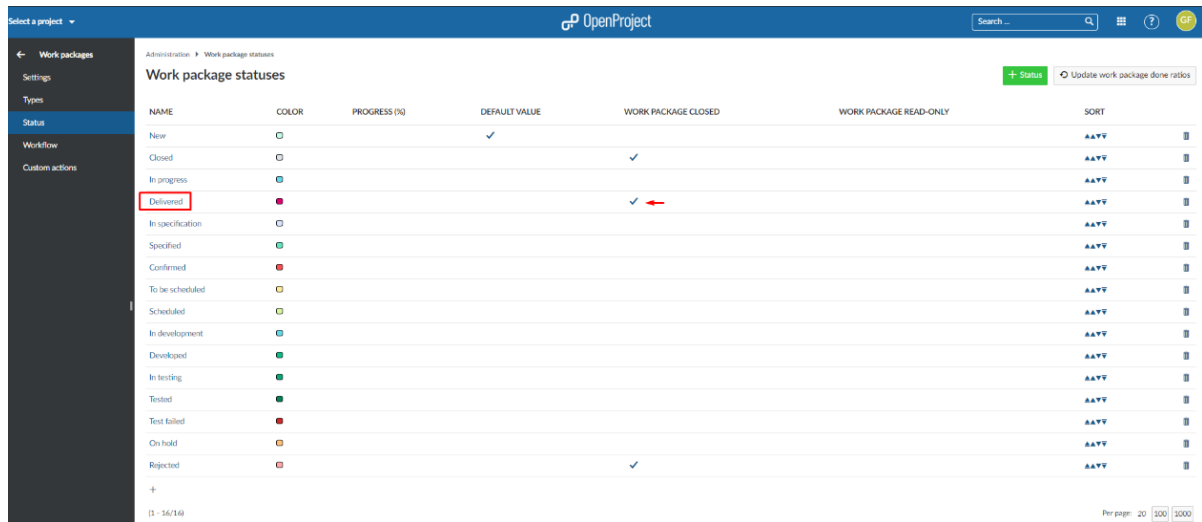 Select a project
OpenProject
Search ...
?
GF
Work packages
Settings
Types
Status
Workflow
Custom actions
Administration Work package statuses
Work package statuses
+ Status
Update work package done ratios
NAME COLOR PROGRESS (%) DEFAULT VALUE WORK PACKAGE CLOSED WORK PACKAGE READ-ONLY SORT
New
Closed
In progress
Delivered
In specification
Specified
Confirmed
To be scheduled
Scheduled
In development
Developed
In testing
Tested
Test failed
On hold
Rejected
+
(1 - 16/16)
Per page: 20 100 1000